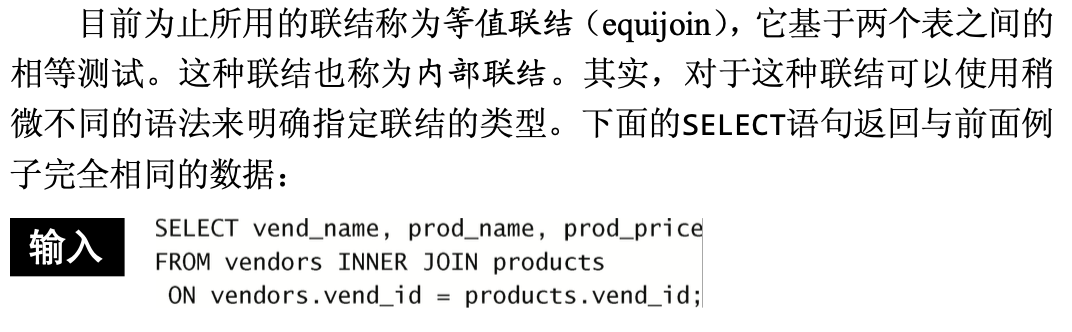 目前为止所用的联结称为等值联结（equijoin），它基于两个表之间的
相等测试。这种联结也称为内部联结。其实，对于这种联结可以使用稍
微不同的语法来明确指定联结的类型。下面的SELECT语句返回与前面例
子完全相同的数据：
输入
SELECT vend_name, prod_name, prod_price
FROM vendors INNER JOIN products
ON vendors.vend_id = products.vend_id;